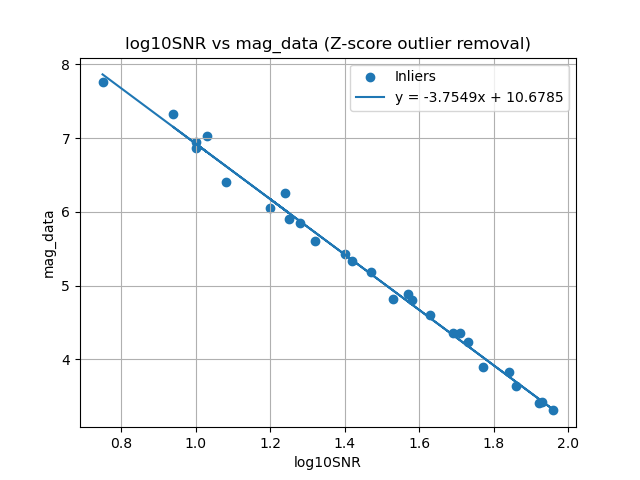 log10SNR vs mag_data (Z-score outlier removal)
Inliers
y = -3.7549x + 10.6785
8
7
6
5
4
mag_data
0.8 1.0 1.2 1.4 1.6 1.8 2.0
log10SNR